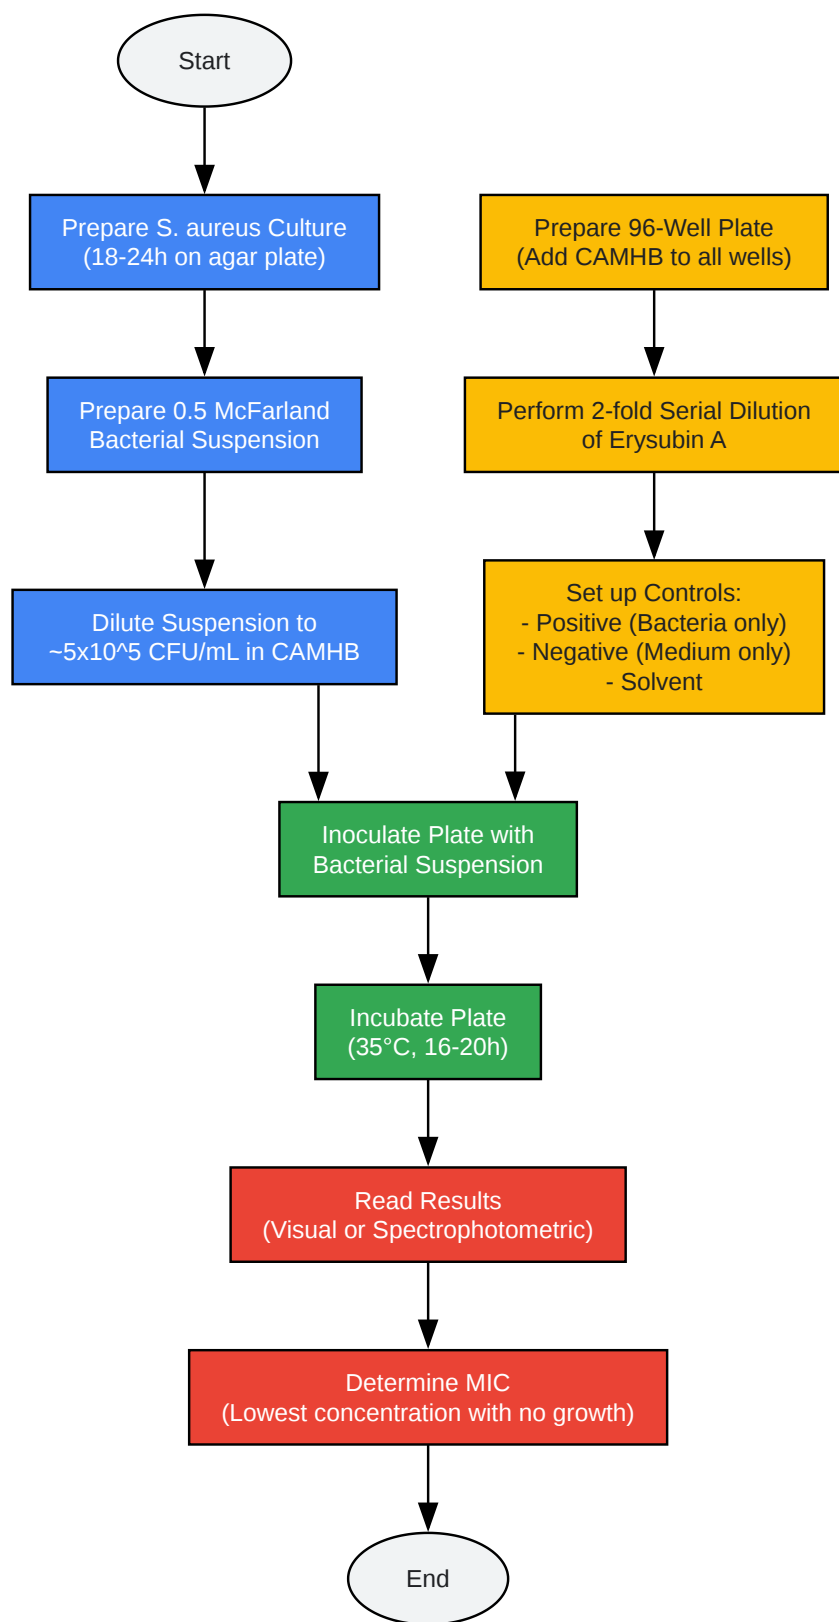 Start
Prepare S. aureus Culture
(18-24h on agar plate)
Prepare 96-Well Plate
(Add CAMHB to all wells)
Prepare 0.5 McFarland
Bacterial Suspension
Perform 2-fold Serial Dilution
of Erysubin A
Dilute Suspension to
~5x10^5 CFU/mL in CAMHB
Set up Controls:
- Positive (Bacteria only)
- Negative (Medium only)
- Solvent
Inoculate Plate with
Bacterial Suspension
Incubate Plate
(35°C, 16-20h)
Read Results
(Visual or Spectrophotometric)
Determine MIC
(Lowest concentration with no growth)
End